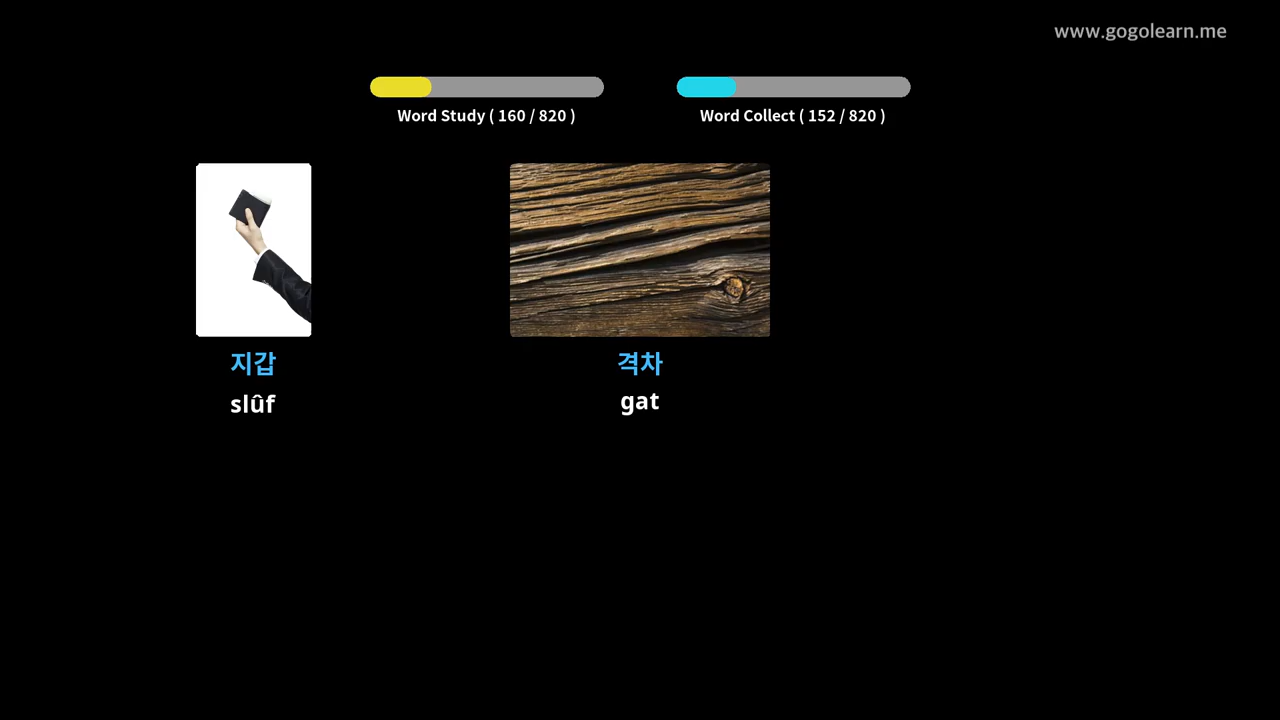 www.gogolearn.me
Word Study ( 160 / 820 )
Word Collect ( 152 / 820 )
지갑
slûf
격차
gat